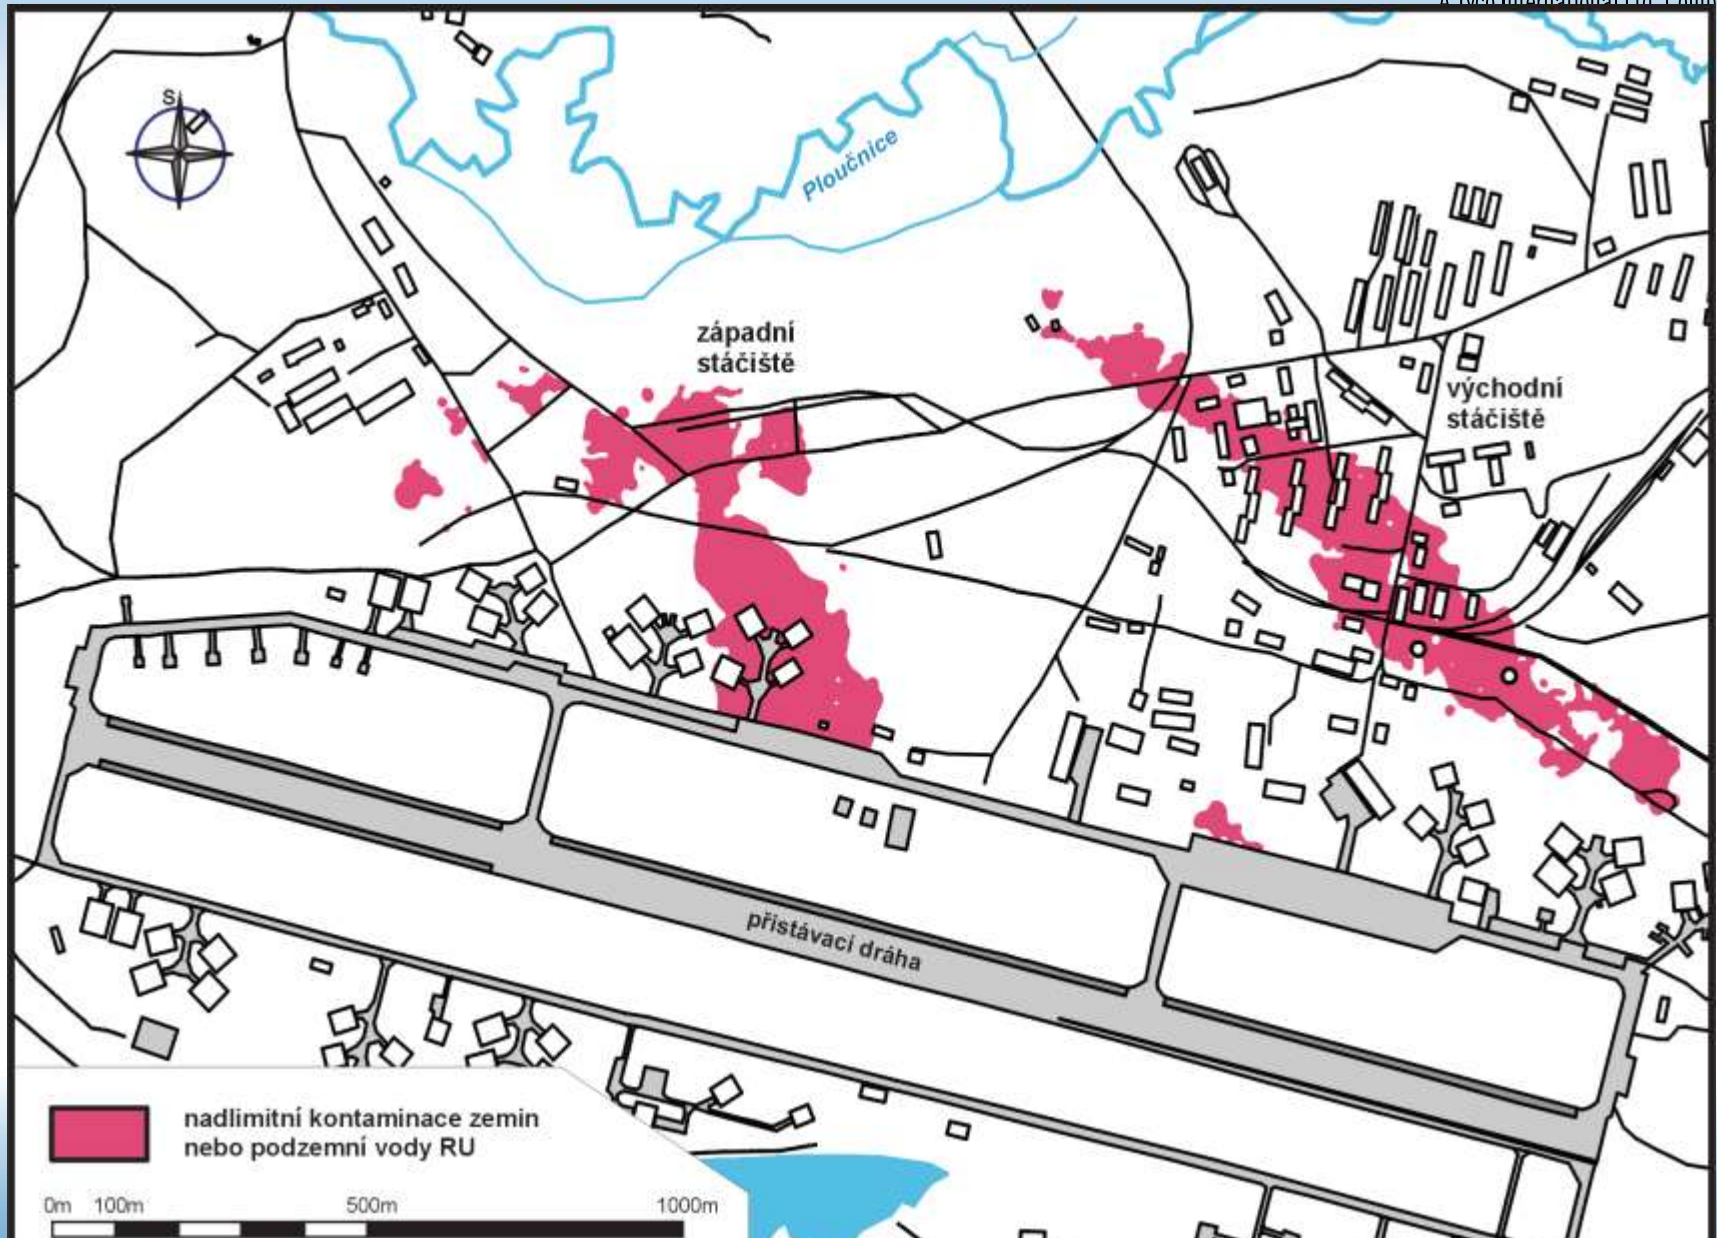 S
Ploučnice
západní
stáčiště
východní
stáčiště
přistávací dráha
nadlimitní kontaminace zemin
nebo podzemní vody RU
0m 100m 500m 1000m